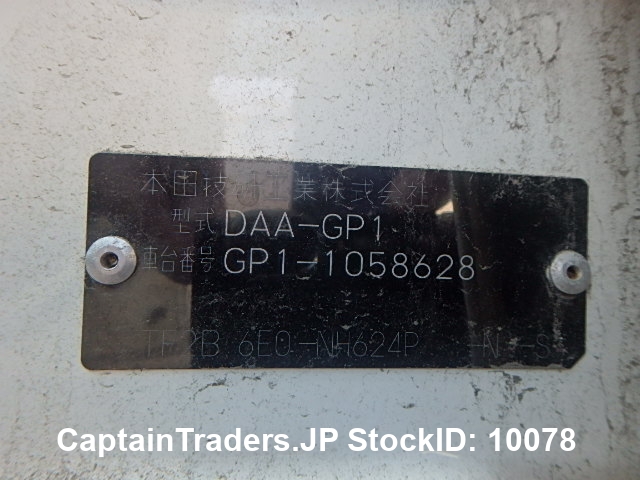 本田技術工業株式会社
型式 DAA-GP1
車台番号 GP1-1058628
6E0-NH624P -N -S
CaptainTraders.JP StockID: 10078